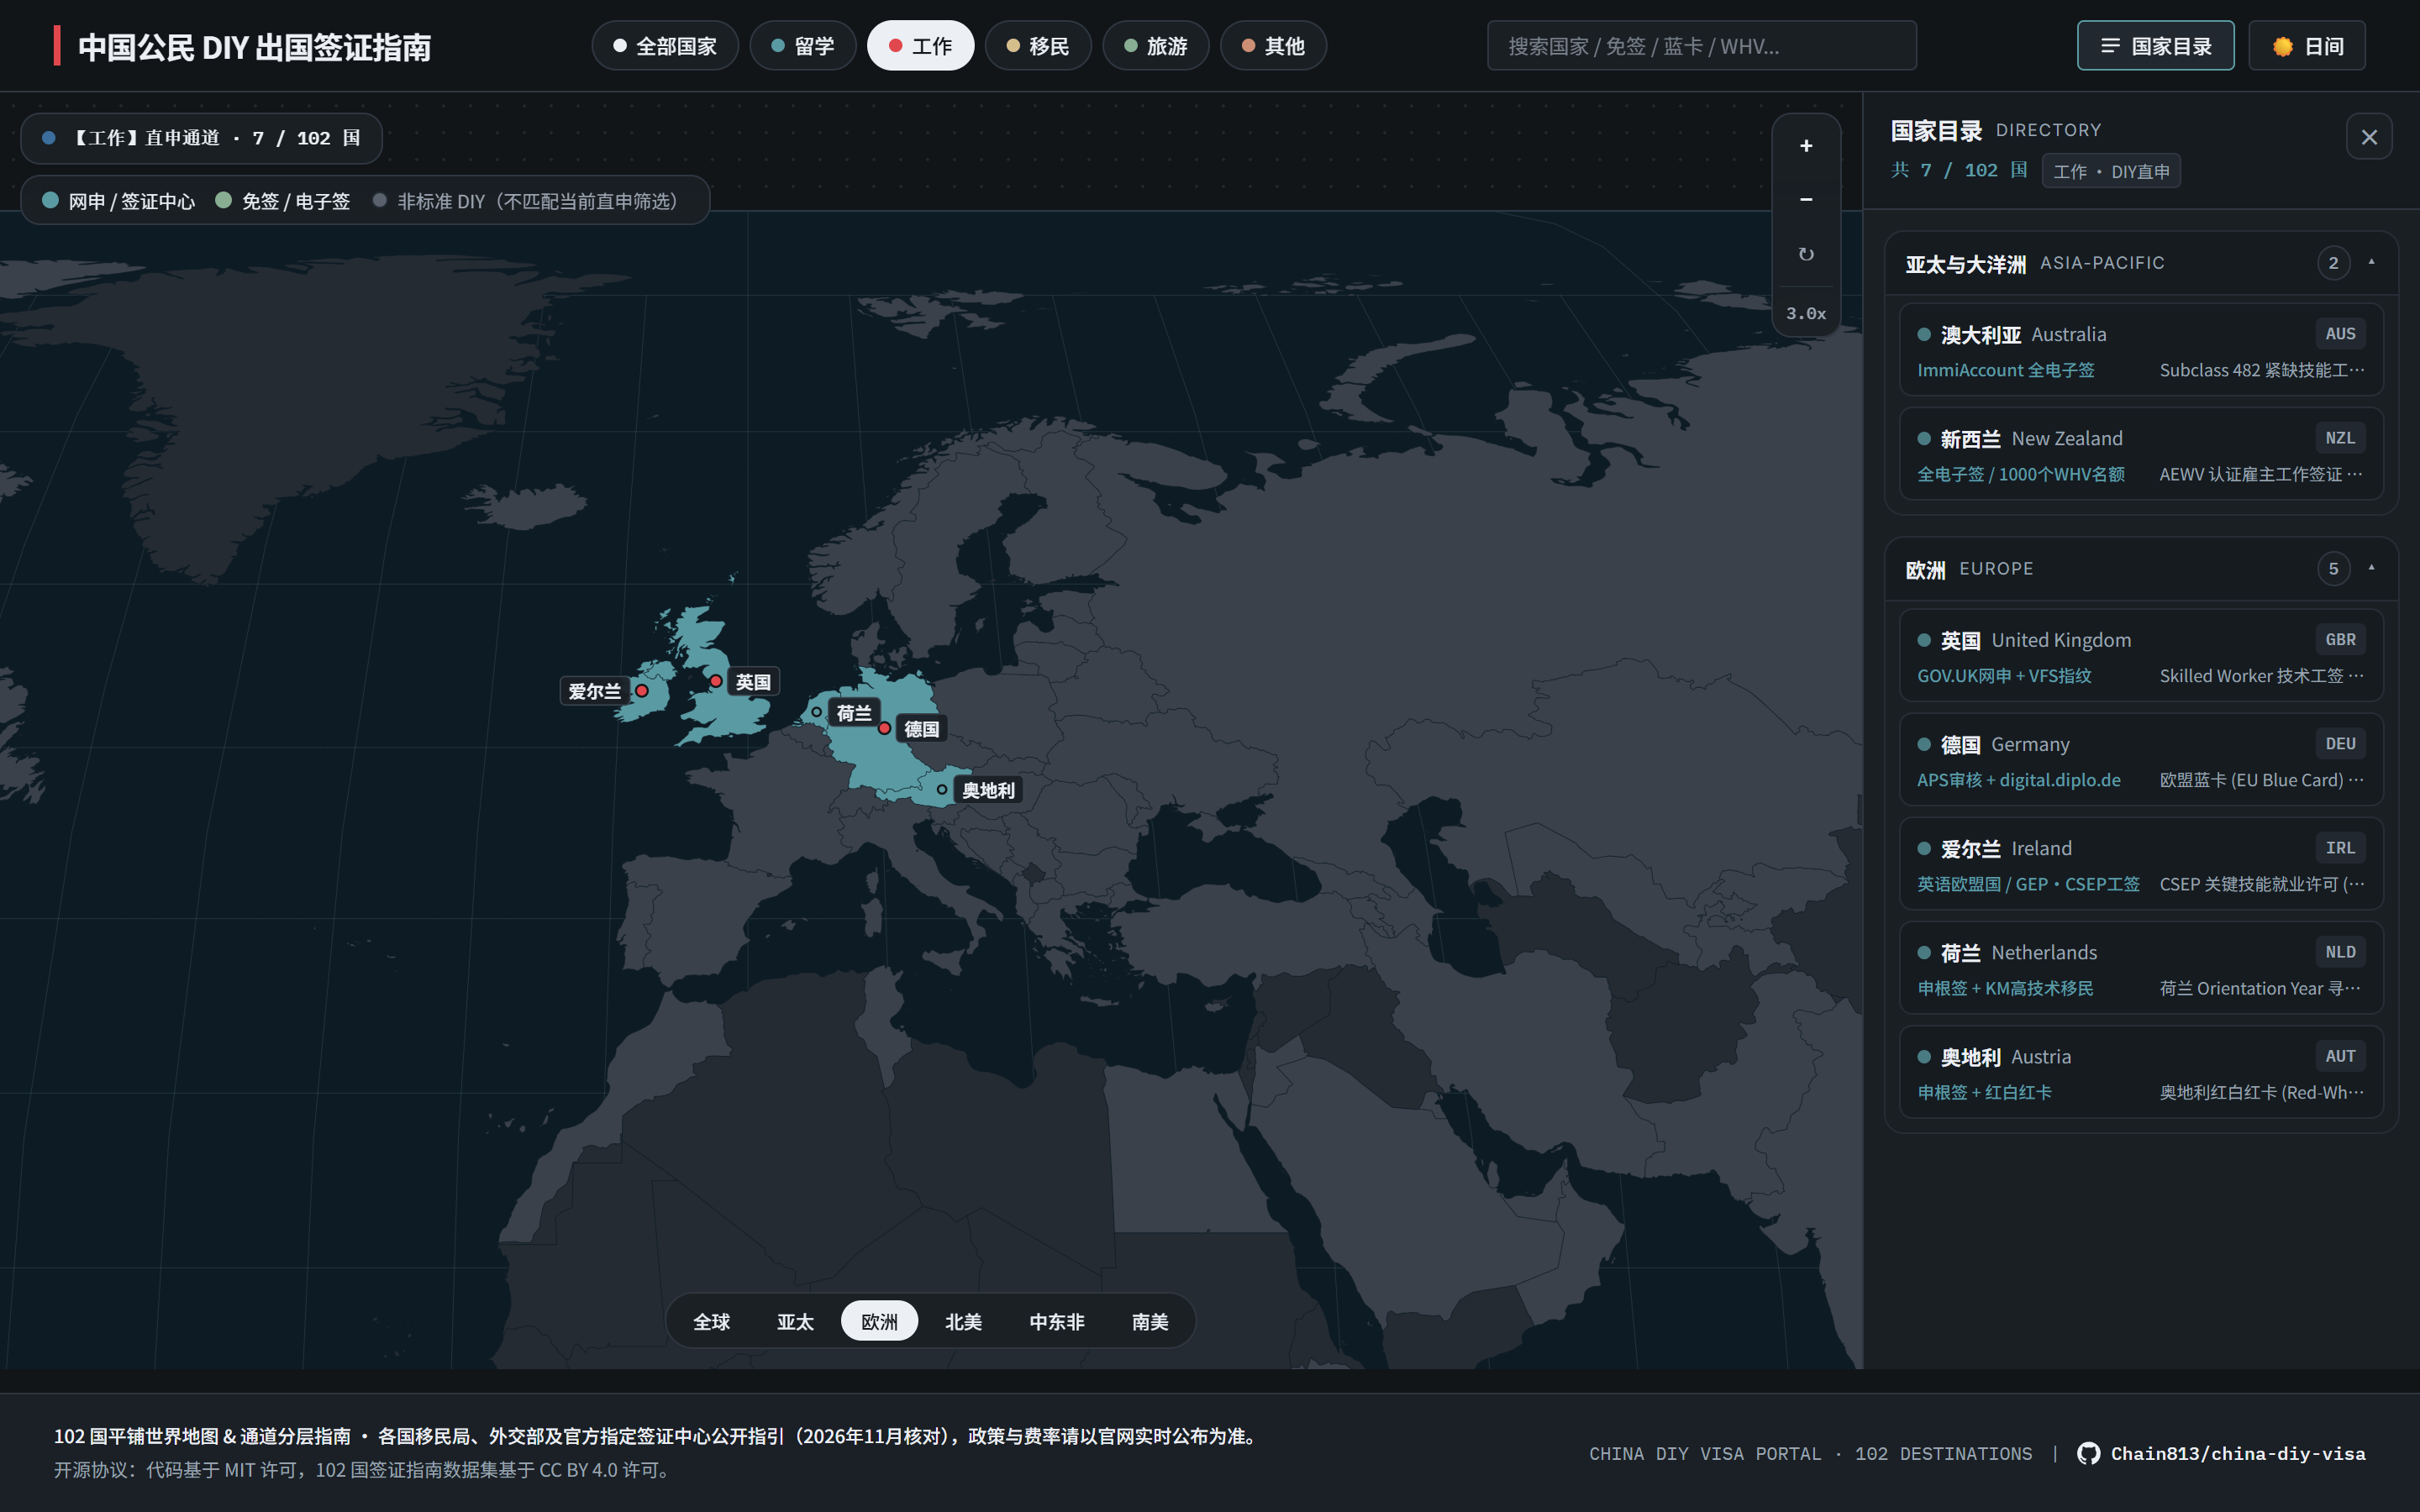 中国公民 DIY 出国签证指南
全部国家
留学
工作
移民
旅游
其他
搜索国家 / 免签 / 蓝卡 / WHV...
国家目录
日间
【工作】直申通道 · 7 / 102 国
网申 / 签证中心
免签 / 电子签
非标准 DIY（不匹配当前直申筛选）
+
−
↻
3.0x
爱尔兰
英国
荷兰
德国
奥地利
全球
亚太
欧洲
北美
中东非
南美
国家目录 DIRECTORY
共 7 / 102 国
工作 · DIY直申
亚太与大洋洲 ASIA-PACIFIC 2
澳大利亚 Australia AUS
ImmiAccount 全电子签 Subclass 482 紧缺技能工…
新西兰 New Zealand NZL
全电子签 / 1000个WHV名额 AEWV 认证雇主工作签证 …
欧洲 EUROPE 5
英国 United Kingdom GBR
GOV.UK网申 + VFS指纹 Skilled Worker 技术工签 …
德国 Germany DEU
APS审核 + digital.diplo.de 欧盟蓝卡 (EU Blue Card) …
爱尔兰 Ireland IRL
英语欧盟国 / GEP·CSEP工签 CSEP 关键技能就业许可 (…
荷兰 Netherlands NLD
申根签 + KM高技术移民 荷兰 Orientation Year 寻…
奥地利 Austria AUT
申根签 + 红白红卡 奥地利红白红卡 (Red-Wh…
102 国平铺世界地图 & 通道分层指南 · 各国移民局、外交部及官方指定签证中心公开指引（2026年11月核对），政策与费率请以官网实时公布为准。
开源协议：代码基于 MIT 许可，102 国签证指南数据集基于 CC BY 4.0 许可。
CHINA DIY VISA PORTAL · 102 DESTINATIONS | Chain813/china-diy-visa